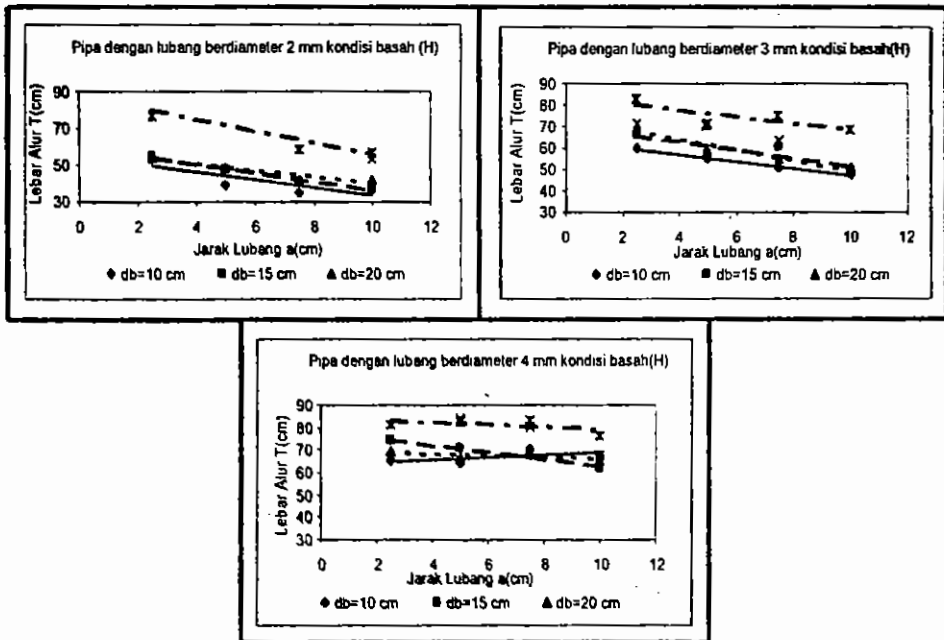 Pipa dengan lubang berdiameter 2 mm kondisi basah (H)
Lebar Alur T(cm)
90
70
50
30
0 2 4 6 8 10 12
Jarak Lubang a(cm)
db=10 cm db=15 cm db=20 cm
Pipa dengan lubang berdiameter 3 mm kondisi basah(H)
Lebar Alur T(cm)
90
80
70
60
50
40
30
0 2 4 6 8 10 12
Jarak Lubang a(cm)
db=10 cm db=15 cm db=20 cm
Pipa dengan lubang berdiameter 4 mm kondisi basah(H)
Lebar Alur T(cm)
90
80
70
60
50
40
30
0 2 4 6 8 10 12
Jarak Lubang a(cm)
db=10 cm db=15 cm db=20 cm